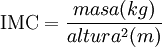 IMC = masa(kg) / altura²(m)